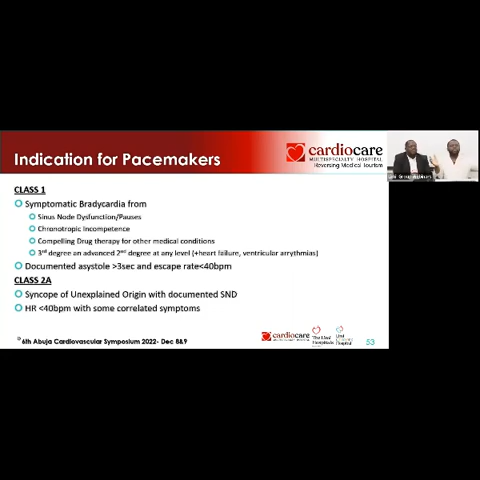 Indication for Pacemakers
cardiocare
MULTISPECIALTY HOSPITAL
Reversing Medical Tourism
CLASS 1
Symptomatic Bradycardia from
Sinus Node Dysfunction/Pauses
Chronotropic Incompetence
Compelling Drug therapy for other medical conditions
3rd degree an advanced 2nd degree at any level (+heart failure, ventricular arrythmias)
Documented asystole >3sec and escape rate<40bpm
CLASS 2A
Syncope of Unexplained Origin with documented SND
HR <40bpm with some correlated symptoms
6th Abuja Cardiovascular Symposium 2022- Dec 8&9
cardiocare
53